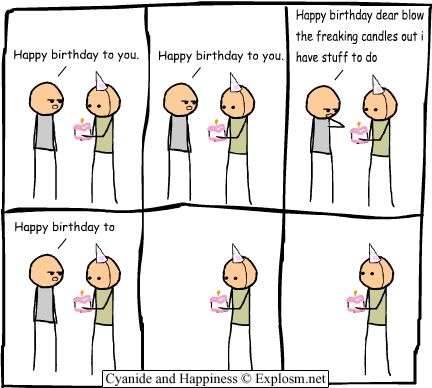 Happy birthday to you.
Happy birthday to you.
Happy birthday dear blow
the freaking candles out i
have stuff to do
Happy birthday to
Cyanide and Happiness © Explosm.net